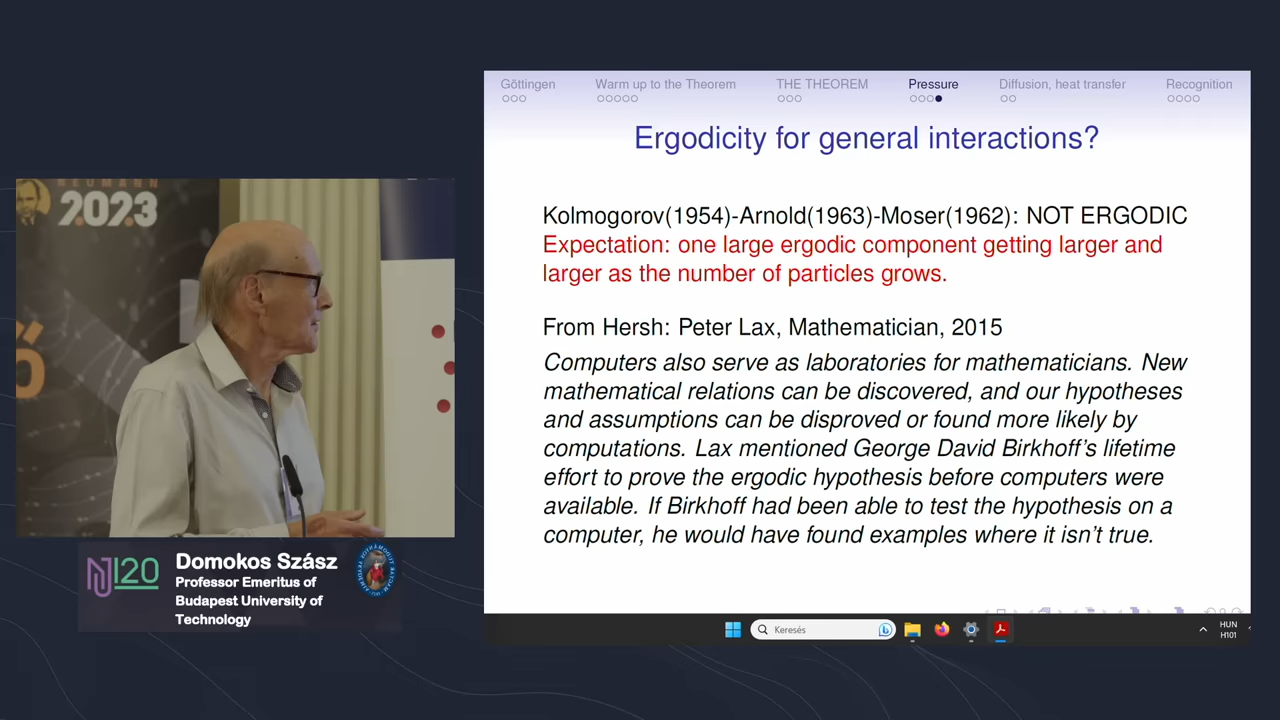 NEUMANN
2023
Domokos Szász
Professor Emeritus of
Budapest University of
Technology
120
Göttingen
Warm up to the Theorem
THE THEOREM
Pressure
Diffusion, heat transfer
Recognition
Ergodicity for general interactions?
Kolmogorov(1954)-Arnold(1963)-Moser(1962): NOT ERGODIC
Expectation: one large ergodic component getting larger and
larger as the number of particles grows.
From Hersh: Peter Lax, Mathematician, 2015
Computers also serve as laboratories for mathematicians. New
mathematical relations can be discovered, and our hypotheses
and assumptions can be disproved or found more likely by
computations. Lax mentioned George David Birkhoff's lifetime
effort to prove the ergodic hypothesis before computers were
available. If Birkhoff had been able to test the hypothesis on a
computer, he would have found examples where it isn't true.
Keresés
HUN
H101